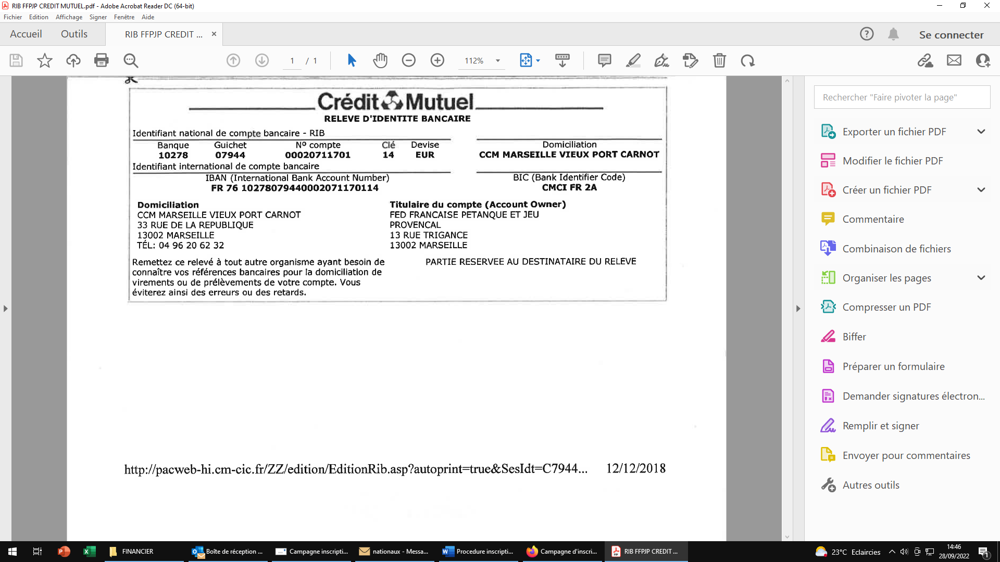 RIB FFPJP CREDIT MUTUEL.pdf - Adobe Acrobat Reader DC (64-bit)
Fichier Edition Affichage Signer Fenêtre Aide
Accueil Outils RIB FFPJP CREDIT ... × Se connecter
1 / 1 112%
Crédit Mutuel
RELEVE D'IDENTITE BANCAIRE
Identifiant national de compte bancaire - RIB
Banque Guichet Nº compte Clé Devise Domiciliation
10278 07944 00020711701 14 EUR CCM MARSEILLE VIEUX PORT CARNOT
Identifiant international de compte bancaire
IBAN (International Bank Account Number) BIC (Bank Identifier Code)
FR 76 10278079440002071170114 CMCI FR 2A
Domiciliation
CCM MARSEILLE VIEUX PORT CARNOT
33 RUE DE LA REPUBLIQUE
13002 MARSEILLE
TÉL: 04 96 20 62 32
Titulaire du compte (Account Owner)
FED FRANCAISE PETANQUE ET JEU
PROVENCAL
13 RUE TRIGANCE
13002 MARSEILLE
Remettez ce relevé à tout autre organisme ayant besoin de
connaître vos références bancaires pour la domiciliation de
virements ou de prélèvements de votre compte. Vous
éviterez ainsi des erreurs ou des retards.
PARTIE RESERVEE AU DESTINATAIRE DU RELEVE
http://pacweb-hi.cm-cic.fr/ZZ/edition/EditionRib.asp?autoprint=true&SesIdt=C7944... 12/12/2018
Rechercher "Faire pivoter la page"
Exporter un fichier PDF
Modifier le fichier PDF
Créer un fichier PDF
Commentaire
Combinaison de fichiers
Organiser les pages
Compresser un PDF
Biffer
Préparer un formulaire
Demander signatures électron...
Remplir et signer
Envoyer pour commentaires
Autres outils
FINANCIER
Boîte de réception ...
Campagne inscripti...
nationaux - Messa...
Procedure inscripti...
Campagne d'inscri...
RIB FFPJP CREDIT ...
23°C Eclaircies
14:46
28/09/2022
1